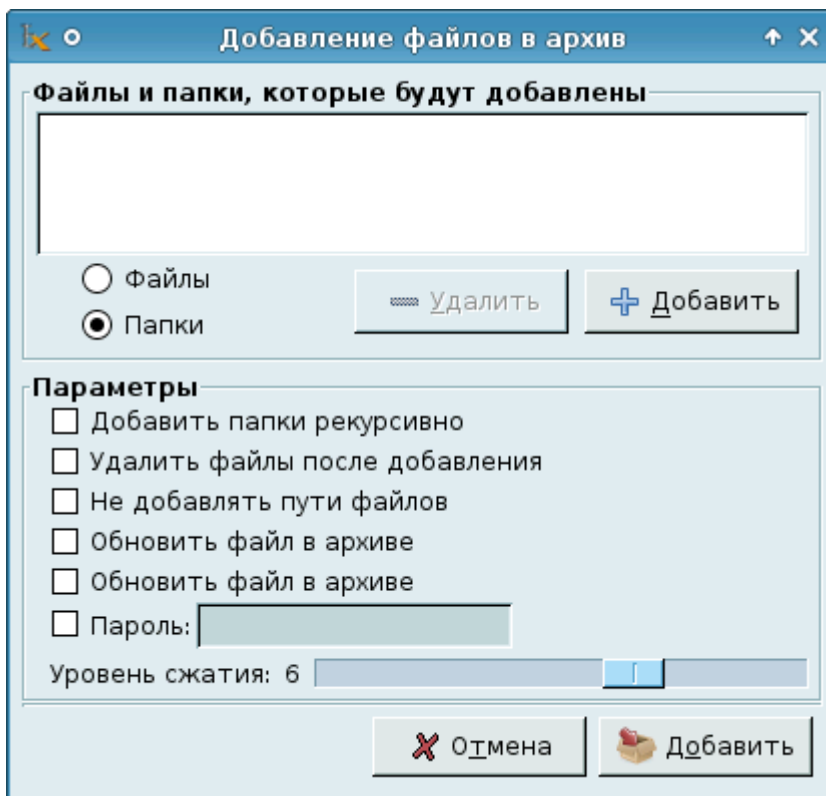 Добавление файлов в архив
Файлы и папки, которые будут добавлены
Файлы
Папки
Удалить
Добавить
Параметры
Добавить папки рекурсивно
Удалить файлы после добавления
Не добавлять пути файлов
Обновить файл в архиве
Обновить файл в архиве
Пароль:
Уровень сжатия: 6
Отмена
Добавить